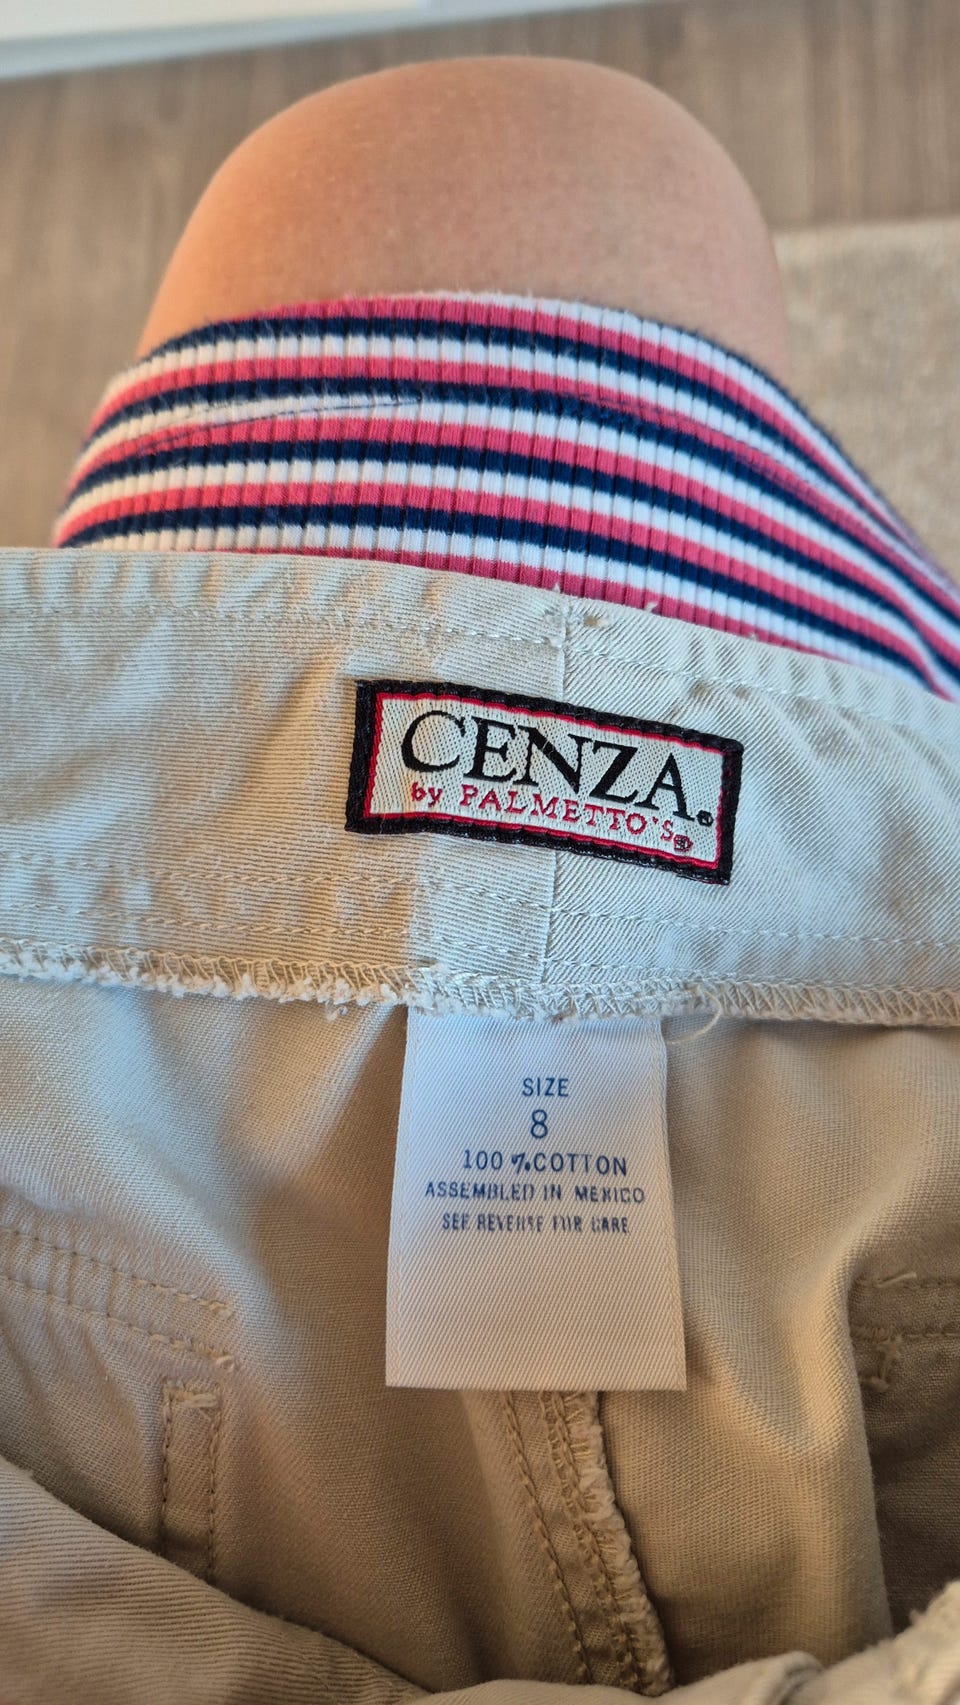 CENZA®
by PALMETTO'S®
SIZE
8
100 % COTTON
ASSEMBLED IN MEXICO
SEE REVERSE FOR CARE